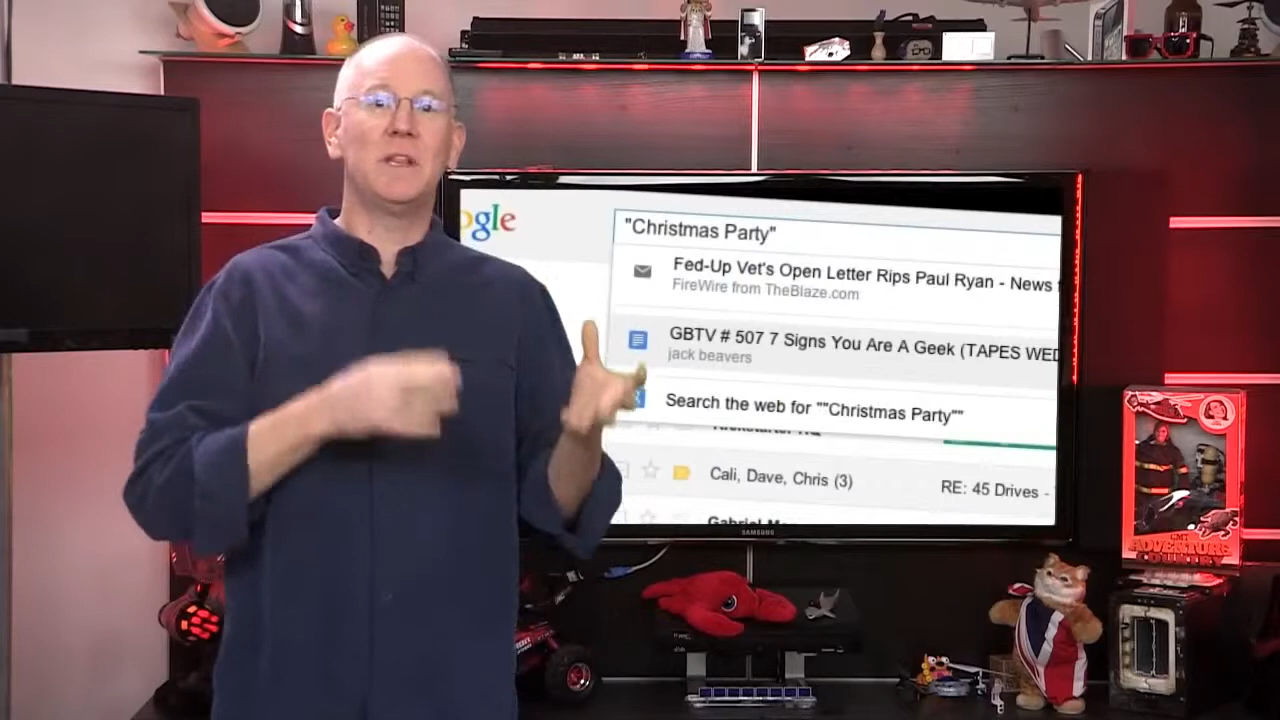 ogle
"Christmas Party"
Fed-Up Vet's Open Letter Rips Paul Ryan - News
FireWire from TheBlaze.com
GBTV # 507 7 Signs You Are A Geek (TAPES WED
jack beavers
Search the web for ""Christmas Party""
Cali, Dave, Chris (3)
RE: 45 Drives -
SAMSUNG
ADVENTURE
COUNTRY